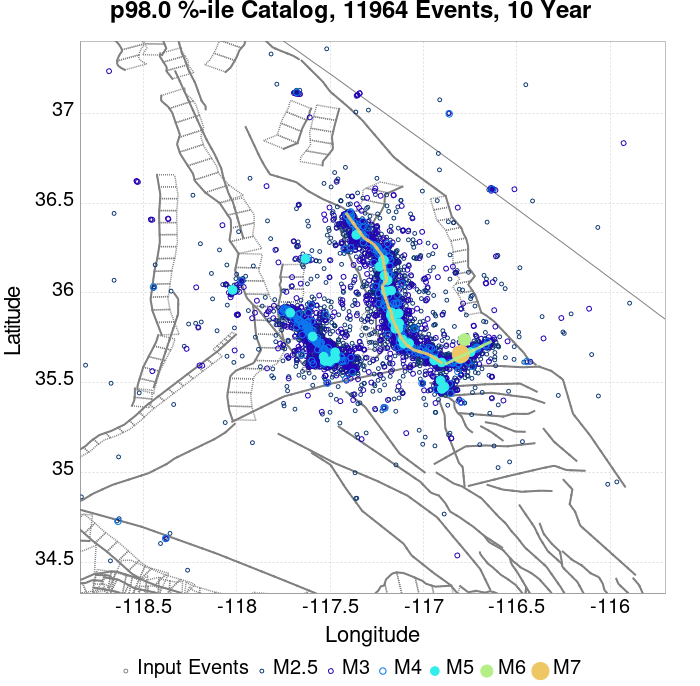 p98.0 %-ile Catalog, 11964 Events, 10 Year
37
36.5
36
35.5
35
34.5
Latitude
-118.5 -118 -117.5 -117 -116.5 -116
Longitude
Input Events M2.5 M3 M4 M5 M6 M7